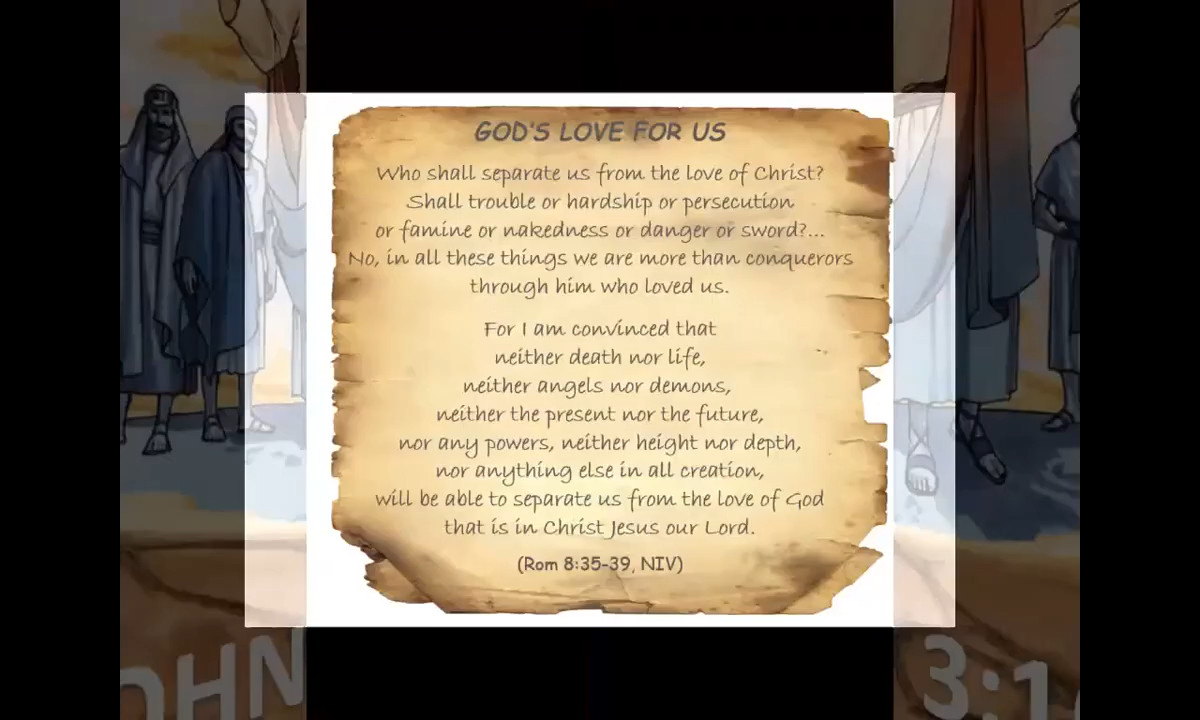 GOD'S LOVE FOR US
Who shall separate us from the love of Christ?
Shall trouble or hardship or persecution
or famine or nakedness or danger or sword?...
No, in all these things we are more than conquerors
through him who loved us.
For I am convinced that
neither death nor life,
neither angels nor demons,
neither the present nor the future,
nor any powers, neither height nor depth,
nor anything else in all creation,
will be able to separate us from the love of God
that is in Christ Jesus our Lord.
(Rom 8:35-39, NIV)
OHN 3:1